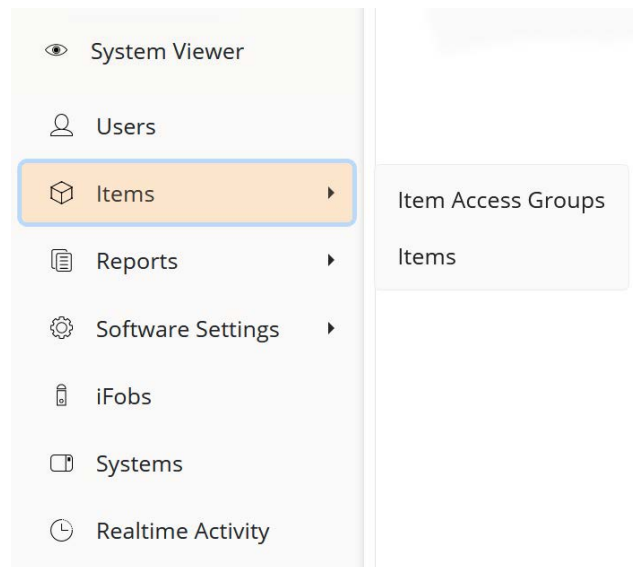 System Viewer
Users
Items
Item Access Groups
Items
Reports
Software Settings
iFobs
Systems
Realtime Activity